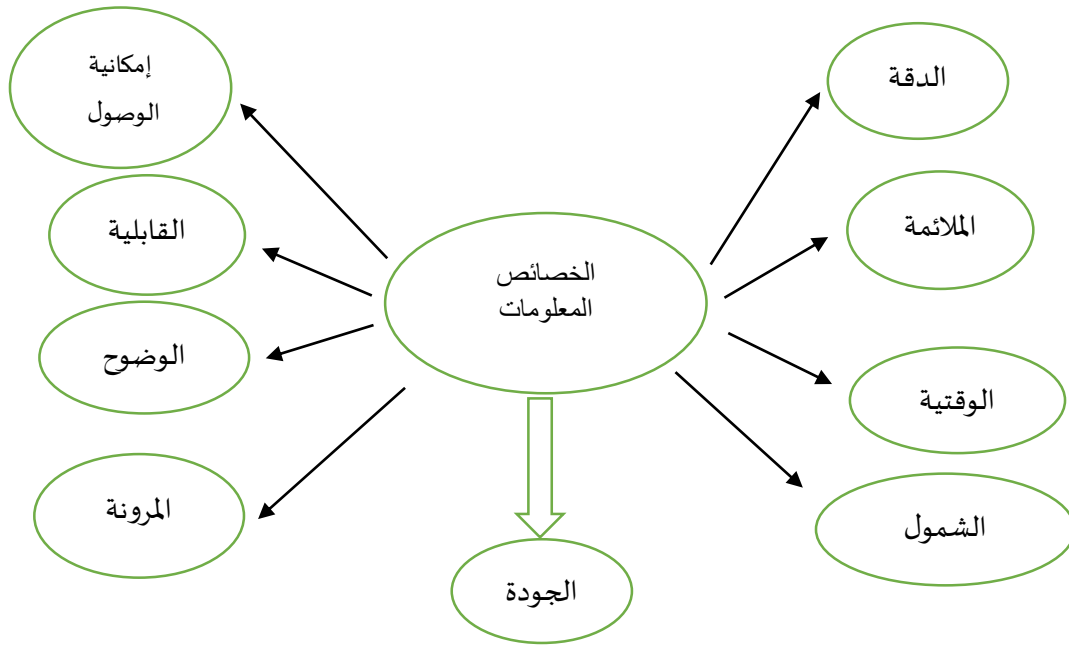 إمكانية
الوصول
الدقة
القابلية
الملائمة
الخصائص
المعلومات
الوضوح
الوقتية
المرونة
الشمول
الجودة